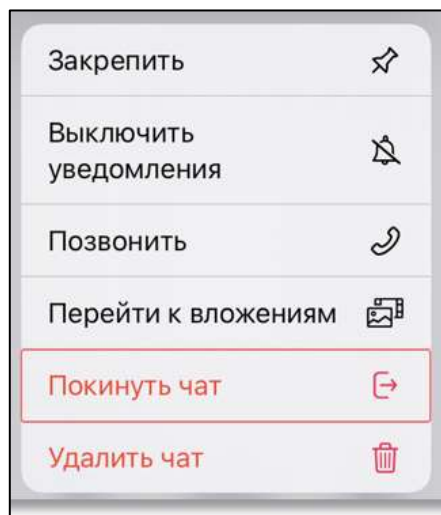 Закрепить
Выключить
уведомления
Позвонить
Перейти к вложениям
Покинуть чат
Удалить чат